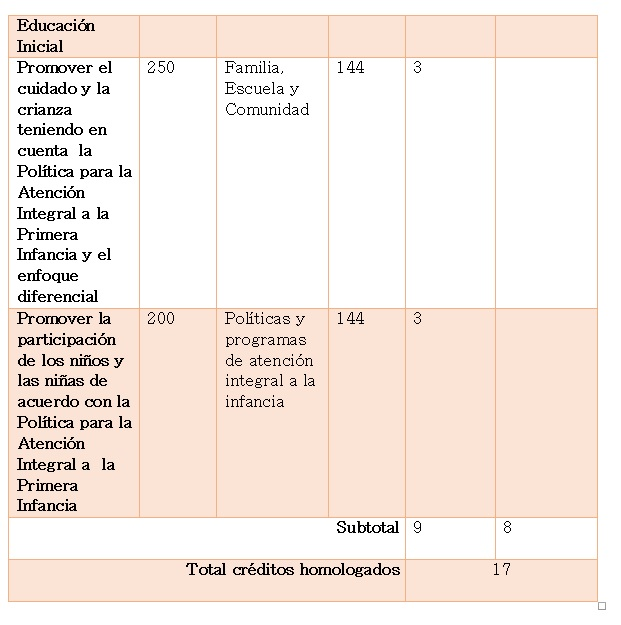 Educación
Inicial
Promover el
cuidado y la
crianza
teniendo en
cuenta la
Política para la
Atención
Integral a la
Primera
Infancia y el
enfoque
diferencial
250
Familia,
Escuela y
Comunidad
144
3
Promover la
participación
de los niños y
las niñas de
acuerdo con la
Política para la
Atención
Integral a la
Primera
Infancia
200
Políticas y
programas
de atención
integral a la
infancia
144
3
Subtotal 9 8
Total créditos homologados 17